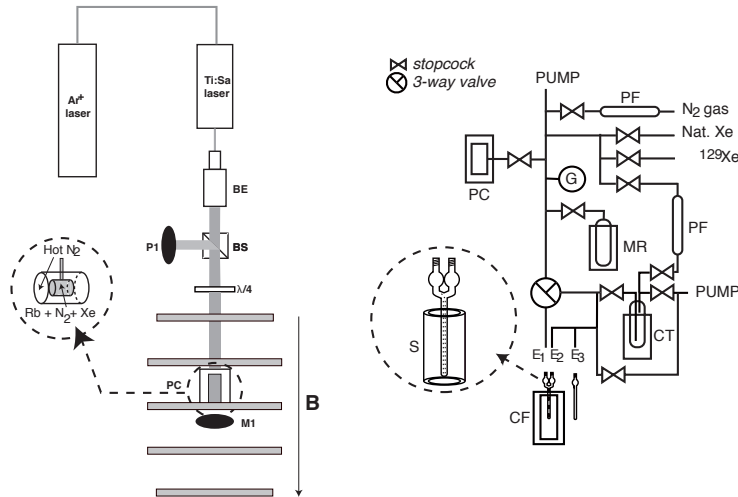 Ar+
laser
Ti:Sa
laser
BE
P1
BS
λ/4
Hot N2
Rb + N2+ Xe
PC
B
M1
stopcock
3-way valve
PUMP
PF
N2 gas
Nat. Xe
129Xe
PC
G
MR
PF
PUMP
S
CT
E1 E2 E3
CF